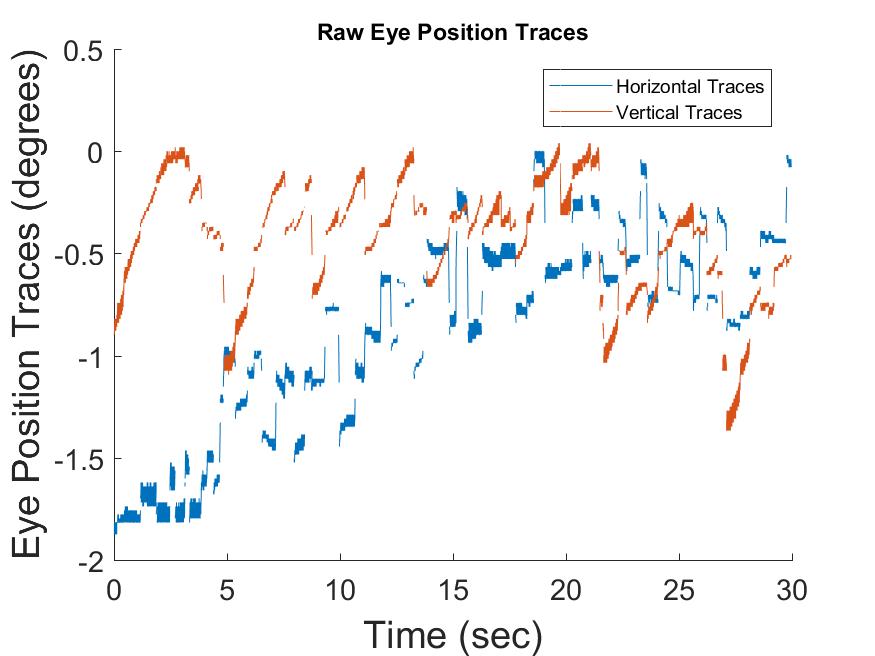 Raw Eye Position Traces
Horizontal Traces
Vertical Traces
Eye Position Traces (degrees)
0.5
0
-0.5
-1
-1.5
-2
0 5 10 15 20 25 30
Time (sec)